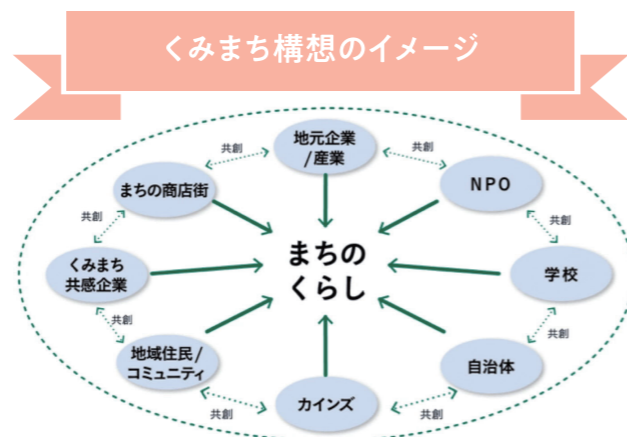 くみまち構想のイメージ
地元企業
/産業
共創
共創
まちの商店街
NPO
共創
共創
まちの
くらし
くみまち
共感企業
学校
共創
共創
地域住民/
コミュニティ
自治体
カインズ
共創
共創